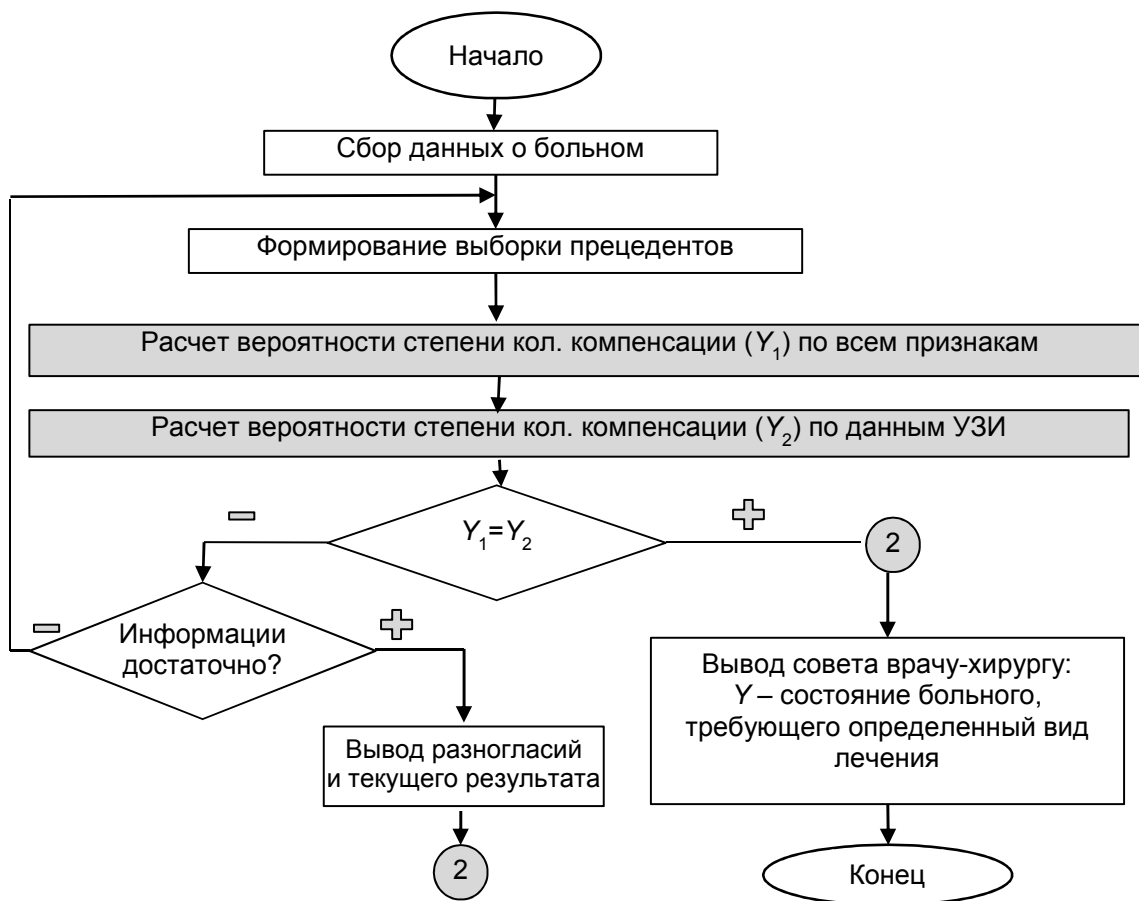 Начало
Сбор данных о больном
Формирование выборки прецедентов
Расчет вероятности степени кол. компенсации (Y₁) по всем признакам
Расчет вероятности степени кол. компенсации (Y₂) по данным УЗИ
Y₁=Y₂
2
Информации
достаточно?
Вывод совета врачу-хирургу:
Y – состояние больного,
требующего определенный вид
лечения
Вывод разногласий
и текущего результата
2
Конец